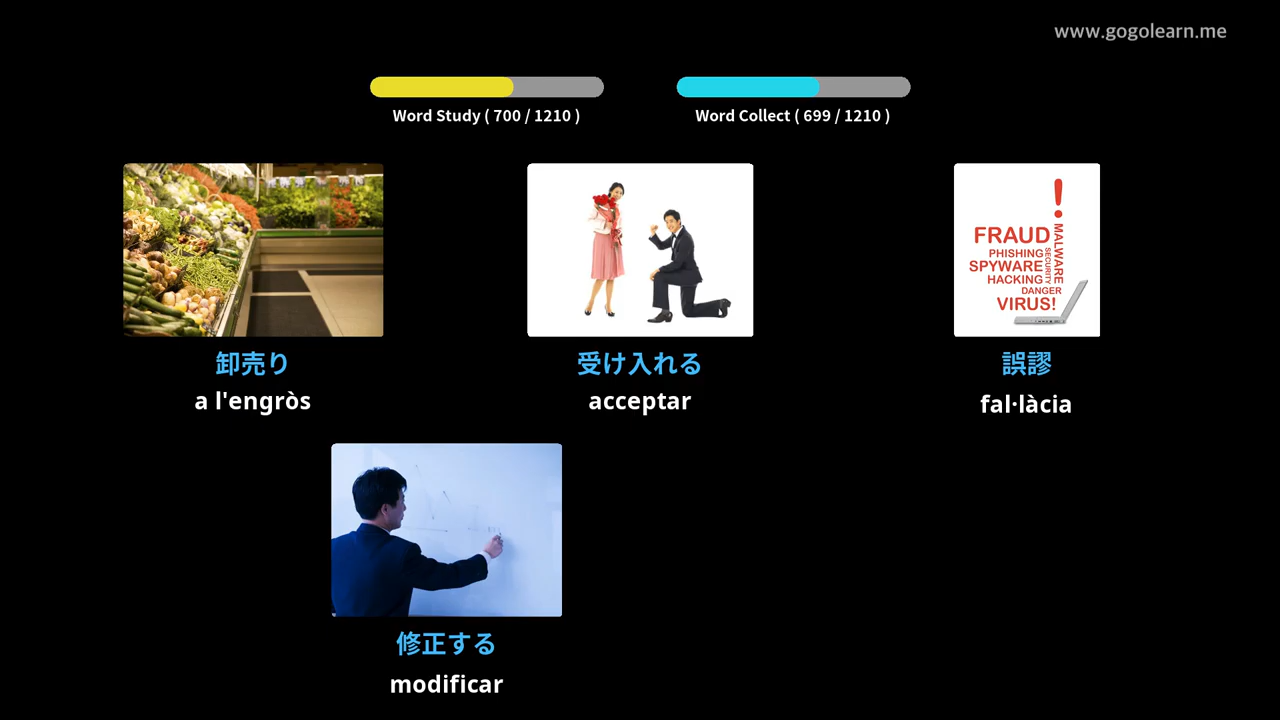 www.gogolearn.me
Word Study ( 700 / 1210 )
Word Collect ( 699 / 1210 )
FRAUD
PHISHING
SPYWARE
HACKING
DANGER
VIRUS!
!
MALWARE
SECURITY
卸売り
受け入れる
誤謬
a l'engròs
acceptar
fal·làcia
修正する
modificar